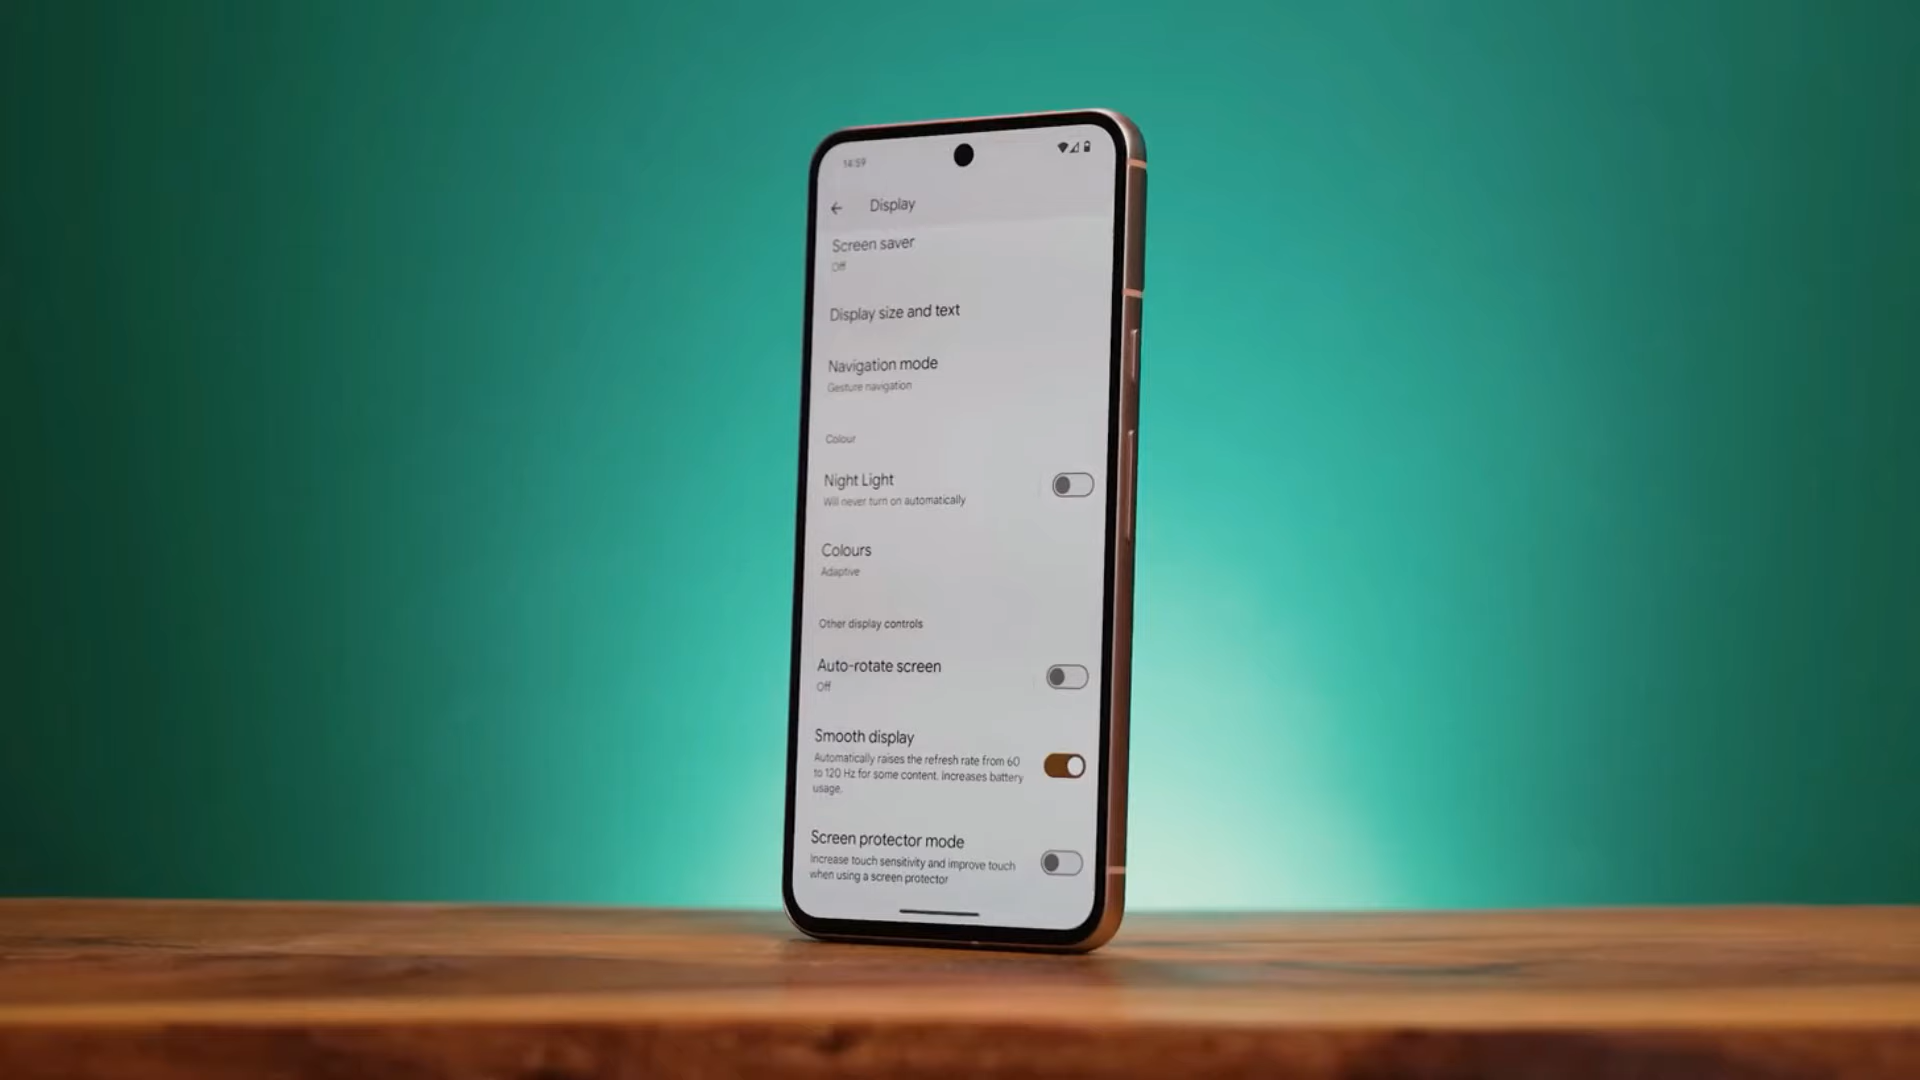 14:59
Display
Screen saver
Off
Display size and text
Navigation mode
Gesture navigation
Colour
Night Light
Will never turn on automatically
Colours
Adaptive
Other display controls
Auto-rotate screen
Off
Smooth display
Automatically raises the refresh rate from 60
to 120 Hz for some content. Increases battery
usage.
Screen protector mode
Increase touch sensitivity and improve touch
when using a screen protector